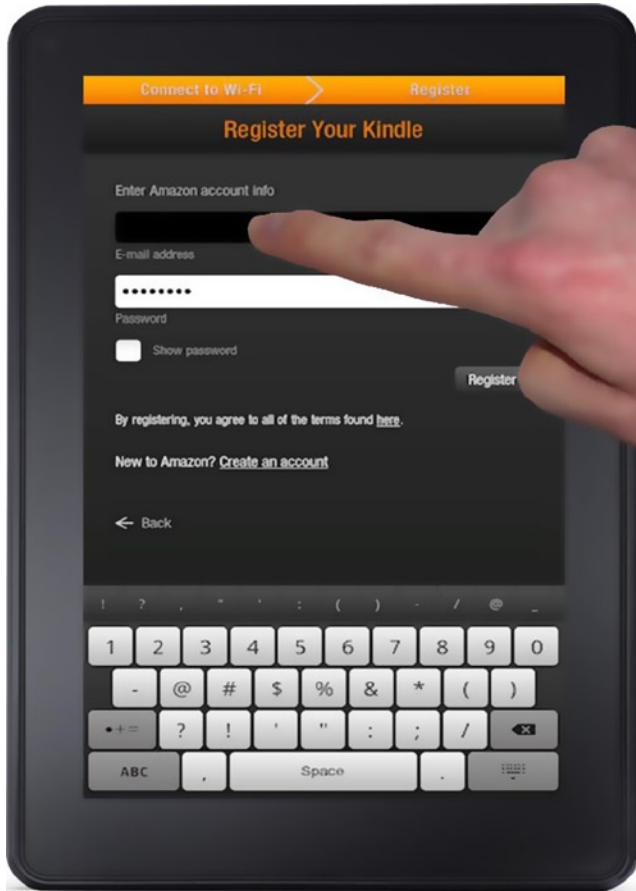 Connect to Wi-Fi Register
Register Your Kindle
Enter Amazon account info
E-mail address
••••••••
Password
Show password
Register
By registering, you agree to all of the terms found here.
New to Amazon? Create an account
← Back
! ? , " ' : ( ) - / @ _
1 2 3 4 5 6 7 8 9 0
- @ # $ % & * ( )
•+= ? ! ' " : ; /
ABC , Space .